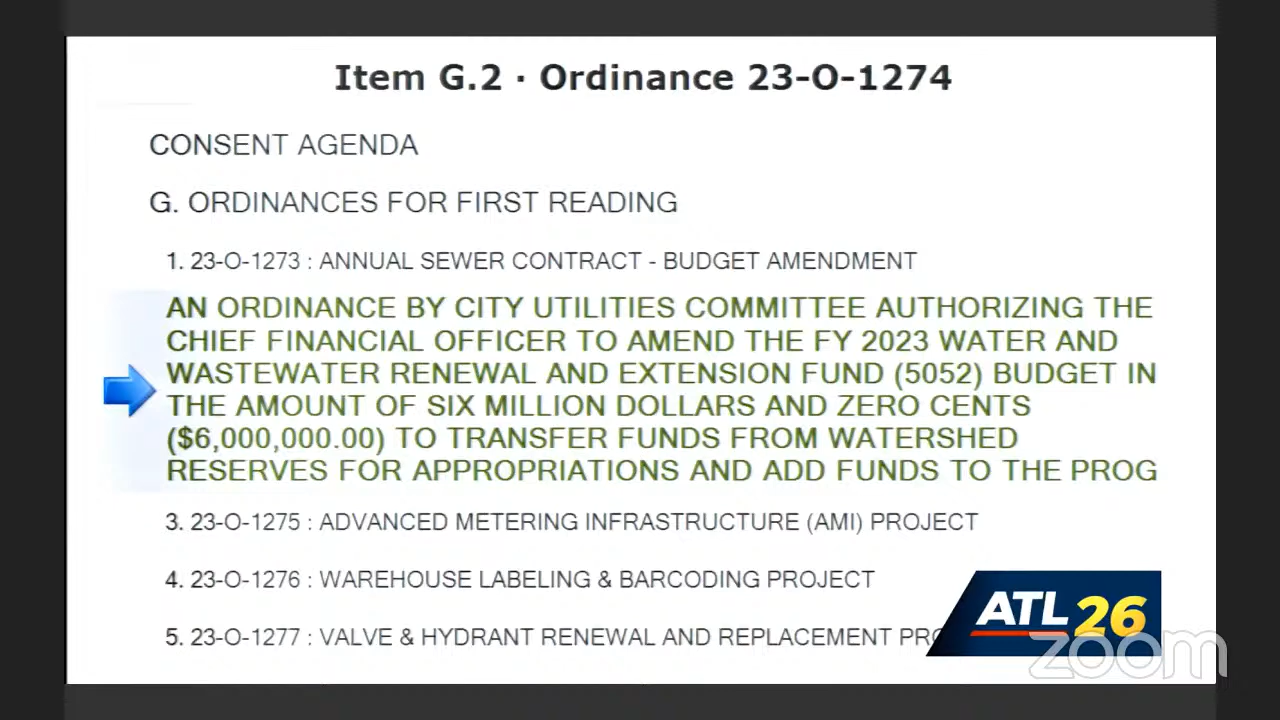 Item G.2 · Ordinance 23-O-1274
CONSENT AGENDA
G. ORDINANCES FOR FIRST READING
1. 23-O-1273 : ANNUAL SEWER CONTRACT - BUDGET AMENDMENT
AN ORDINANCE BY CITY UTILITIES COMMITTEE AUTHORIZING THE
CHIEF FINANCIAL OFFICER TO AMEND THE FY 2023 WATER AND
WASTEWATER RENEWAL AND EXTENSION FUND (5052) BUDGET IN
THE AMOUNT OF SIX MILLION DOLLARS AND ZERO CENTS
($6,000,000.00) TO TRANSFER FUNDS FROM WATERSHED
RESERVES FOR APPROPRIATIONS AND ADD FUNDS TO THE PROG
3. 23-O-1275 : ADVANCED METERING INFRASTRUCTURE (AMI) PROJECT
4. 23-O-1276 : WAREHOUSE LABELING & BARCODING PROJECT
5. 23-O-1277 : VALVE & HYDRANT RENEWAL AND REPLACEMENT
ATL 26
zoom